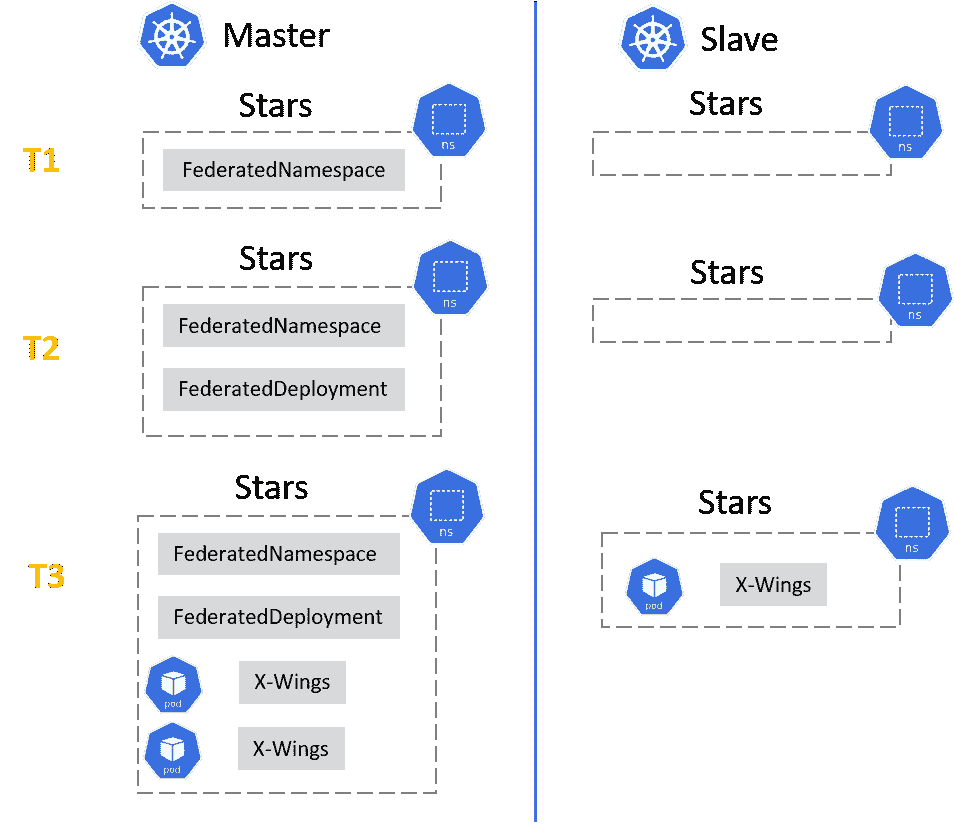 Master
Slave
Stars
ns
Stars
ns
T1
FederatedNamespace
Stars
ns
Stars
ns
T2
FederatedNamespace
FederatedDeployment
Stars
ns
Stars
ns
T3
FederatedNamespace
FederatedDeployment
pod
X-Wings
pod
X-Wings
pod
X-Wings